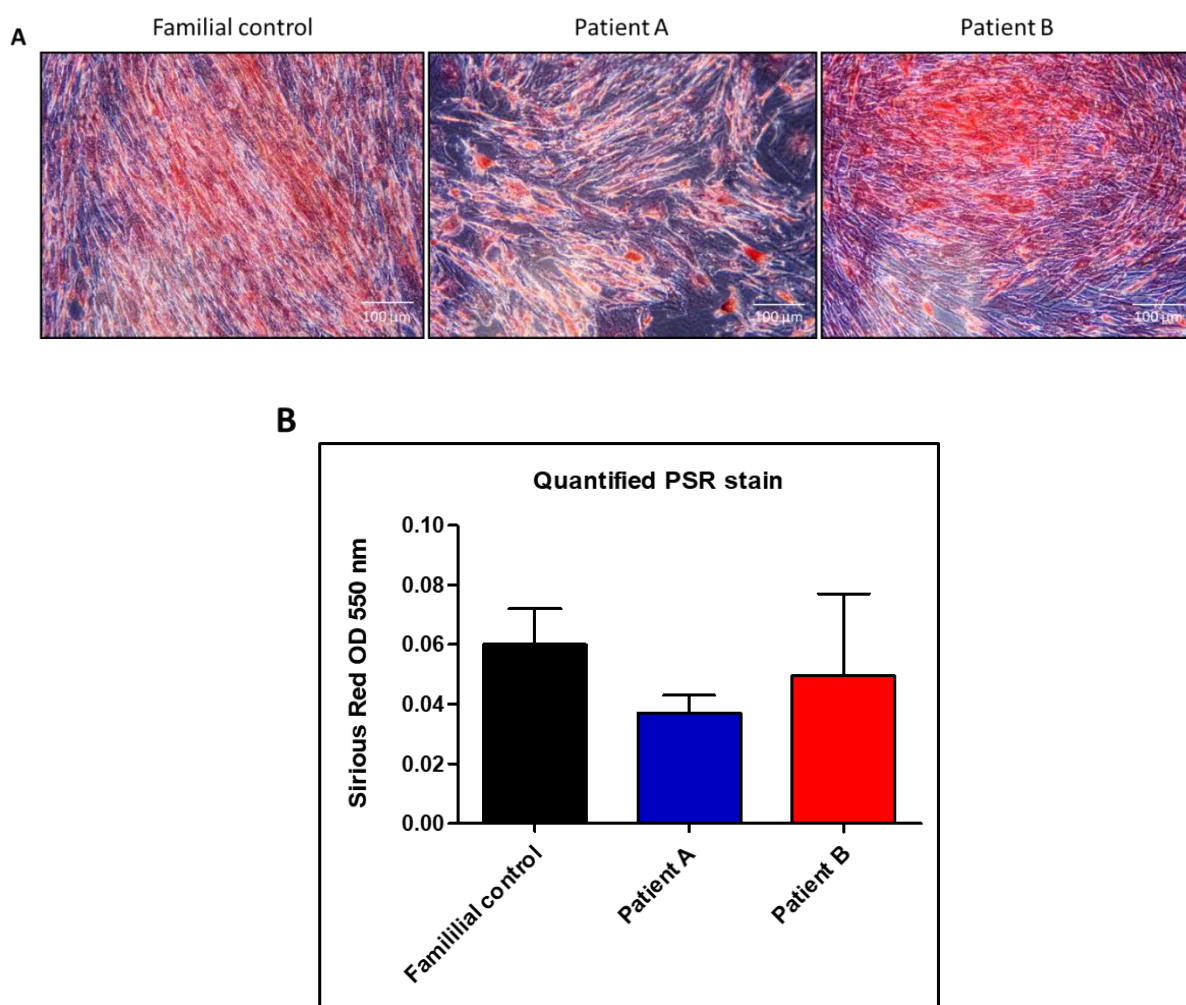 A
Familial control
Patient A
Patient B
100 µm
100 µm
100 µm
B
Quantified PSR stain
Sirious Red OD 550 nm
0.10
0.08
0.06
0.04
0.02
0.00
Famililial control
Patient A
Patient B